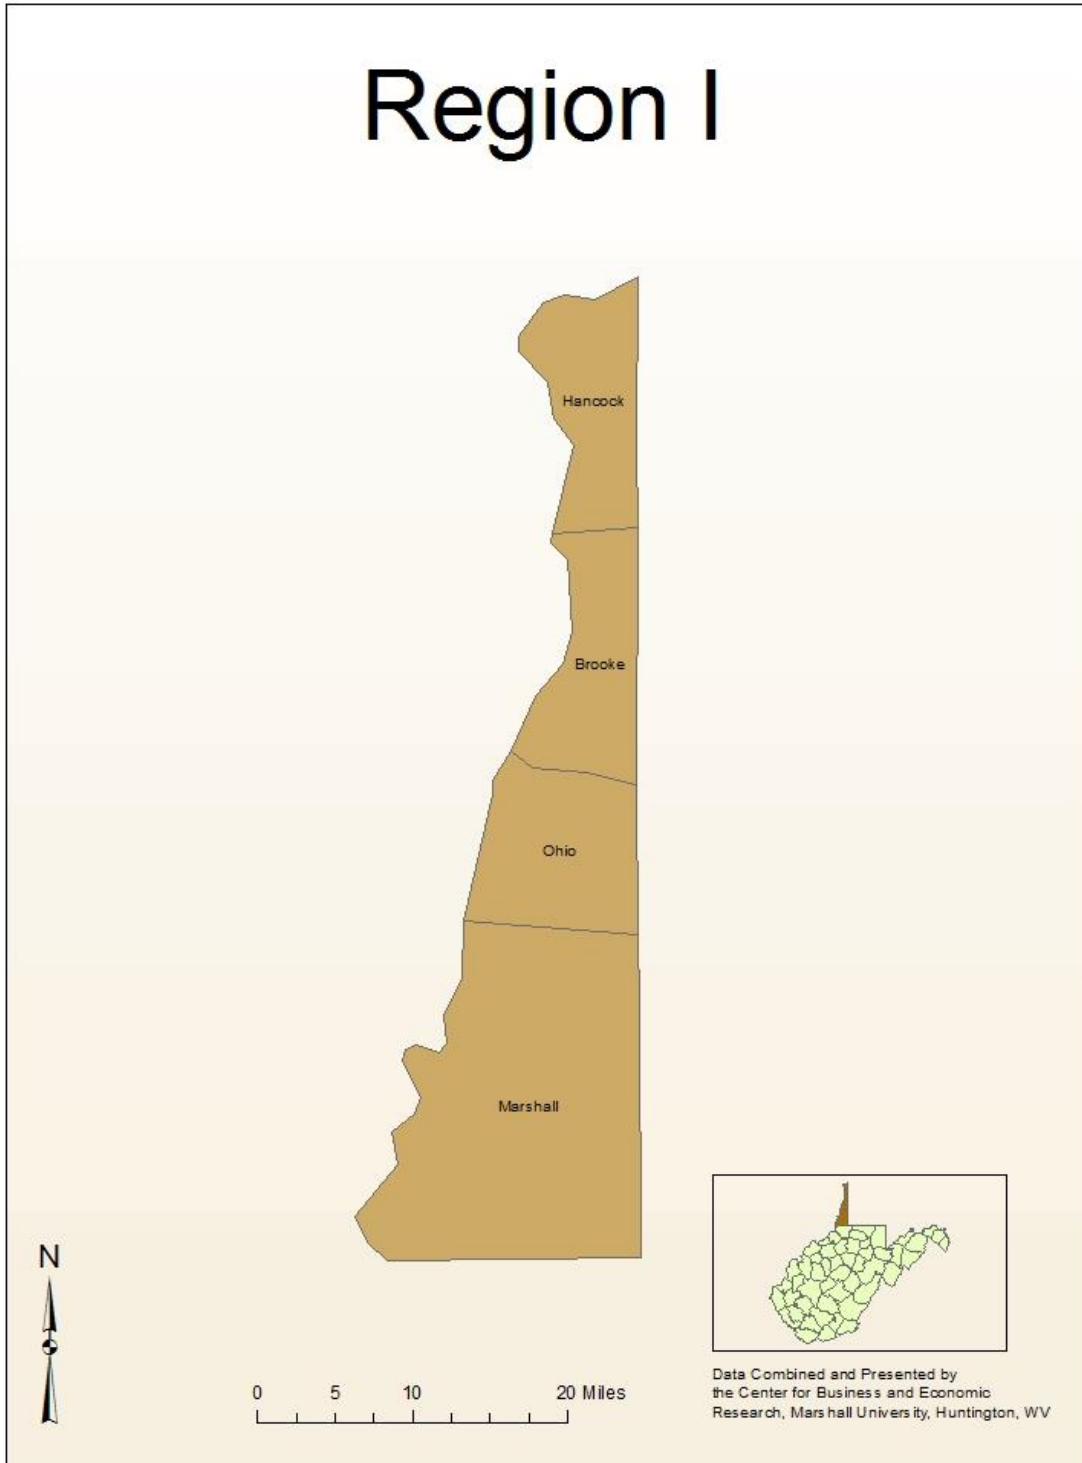 Region I
Hancock
Brooke
Ohio
Marshall
N
0 5 10 20 Miles
Data Combined and Presented by
the Center for Business and Economic
Research, Marshall University, Huntington, WV